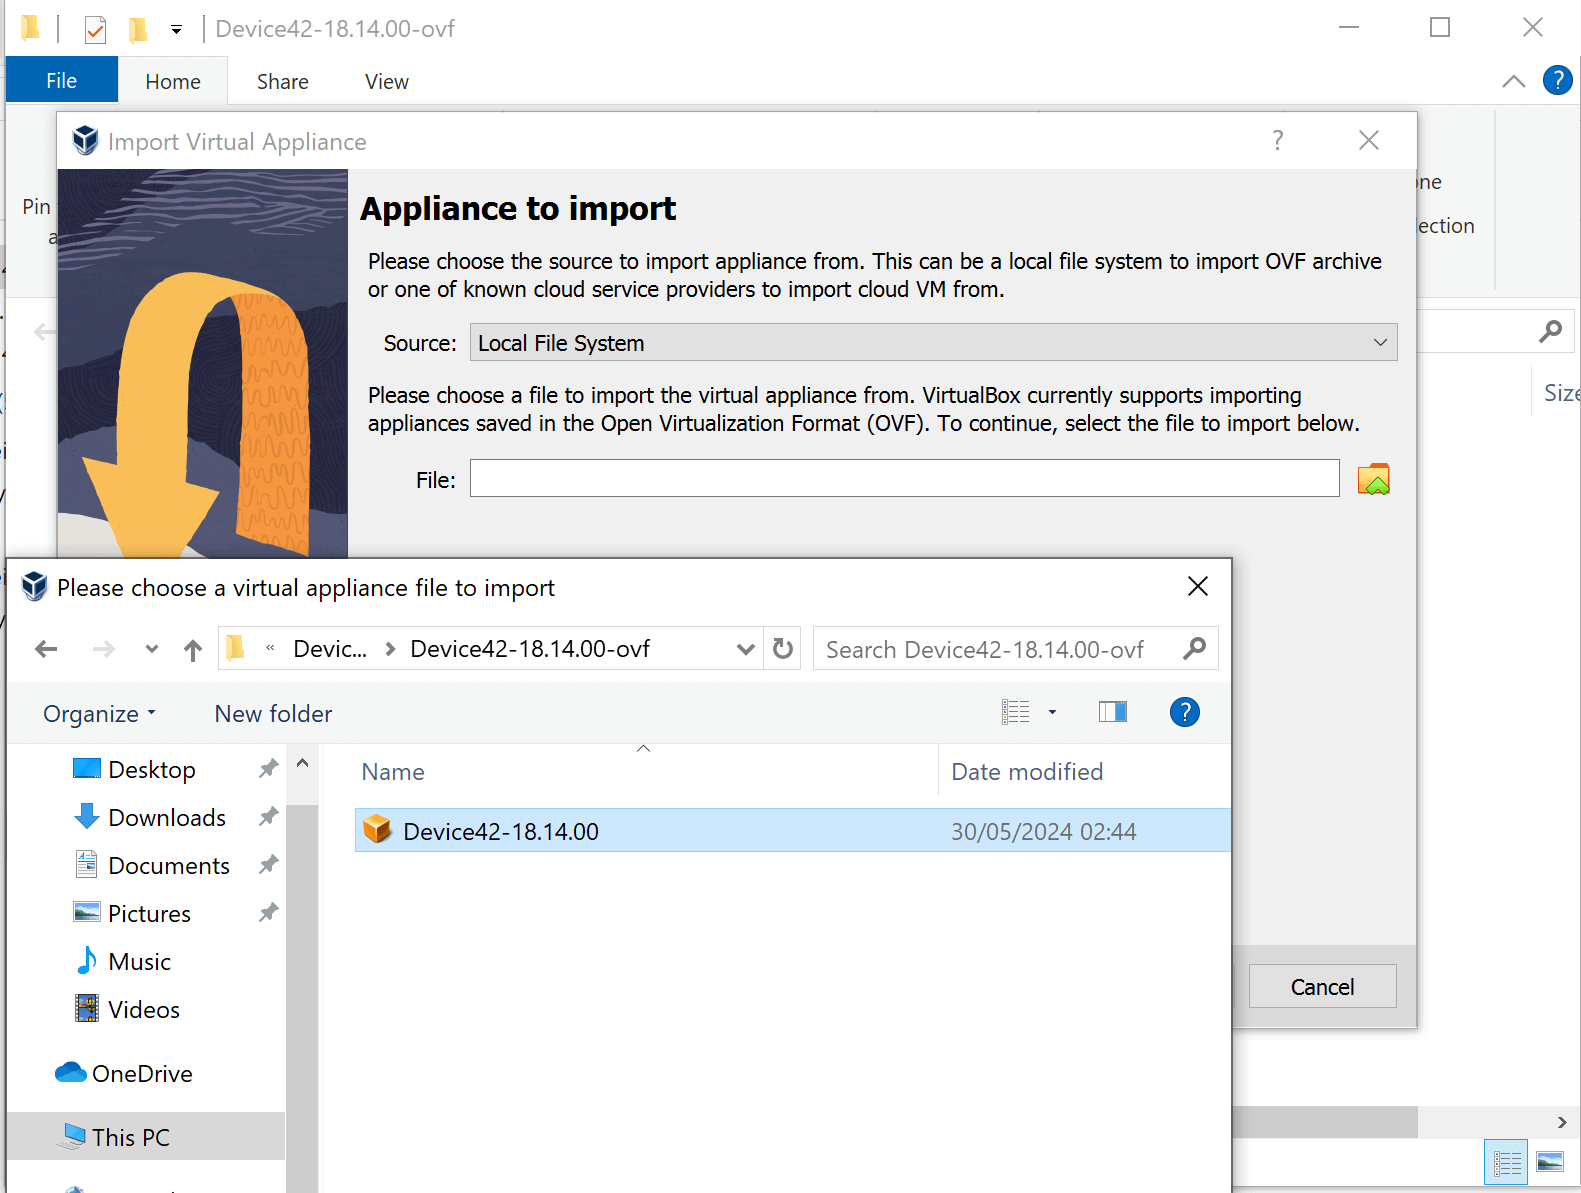 Device42-18.14.00-ovf
File Home Share View
?
Import Virtual Appliance ?
Pin
Appliance to import
Please choose the source to import appliance from. This can be a local file system to import OVF archive
or one of known cloud service providers to import cloud VM from.
Source: Local File System
Please choose a file to import the virtual appliance from. VirtualBox currently supports importing
appliances saved in the Open Virtualization Format (OVF). To continue, select the file to import below.
File:
Please choose a virtual appliance file to import
« Devic... > Device42-18.14.00-ovf Search Device42-18.14.00-ovf
Organize New folder ?
Name Date modified
Desktop
Device42-18.14.00 30/05/2024 02:44
Downloads
Documents
Pictures
Music
Videos
OneDrive
This PC
Cancel